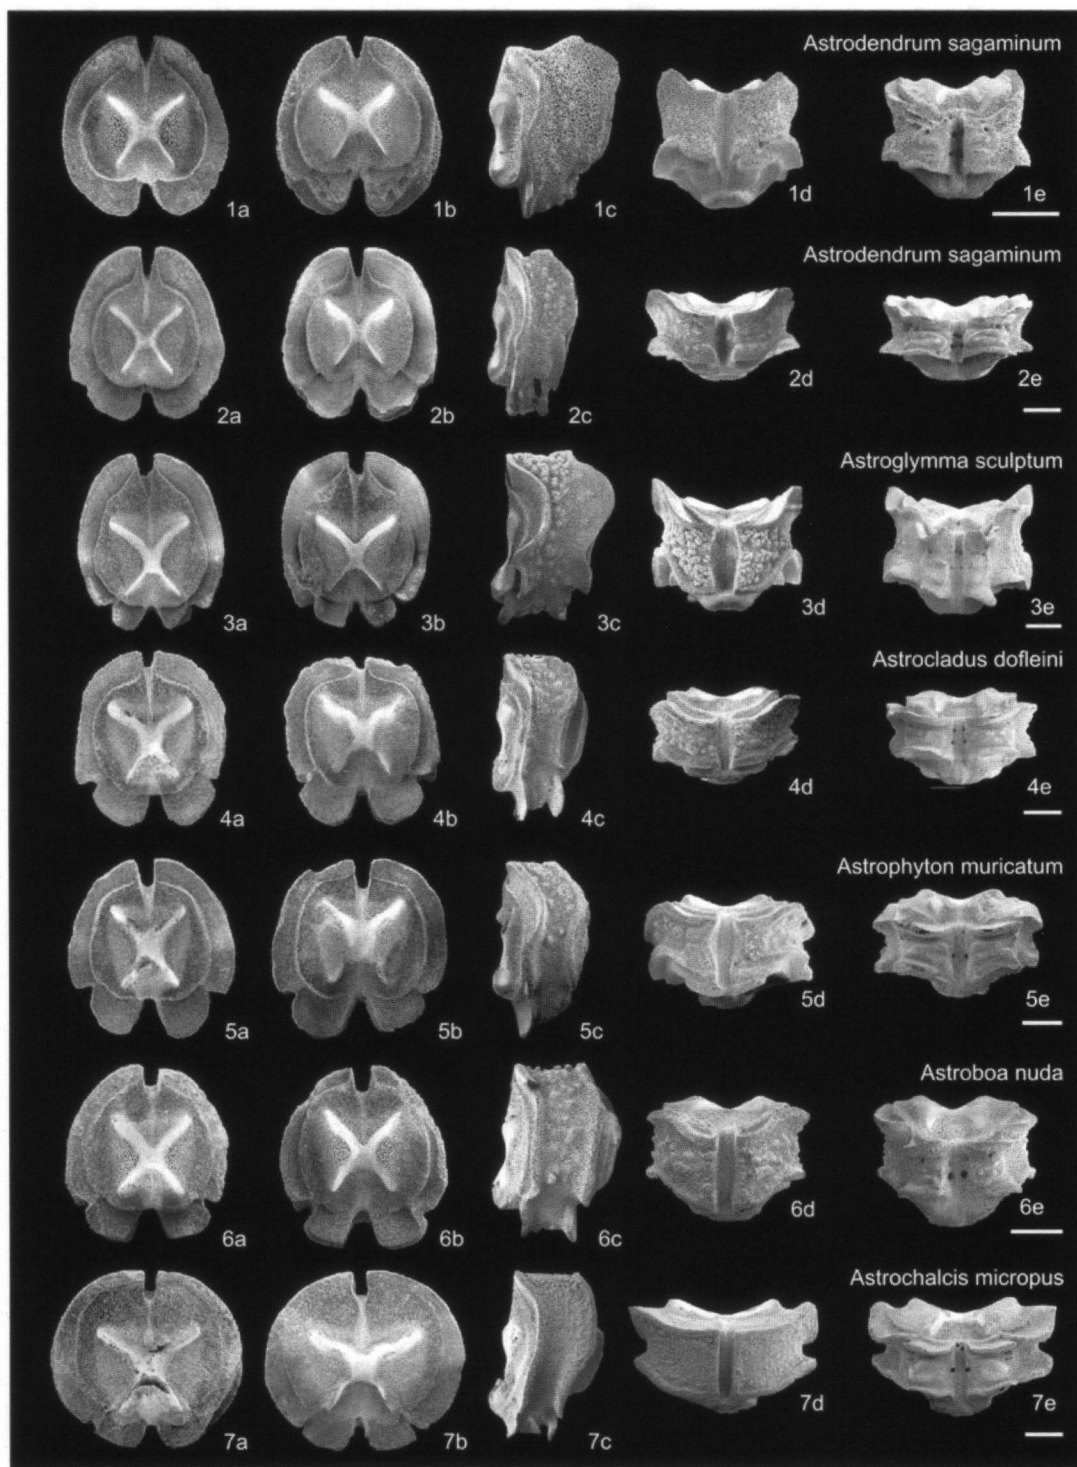 Astrodendrum sagaminum
1a 1b 1c 1d 1e
Astrodendrum sagaminum
2a 2b 2c 2d 2e
Astroglymma sculptum
3a 3b 3c 3d 3e
Astrocladus dofleini
4a 4b 4c 4d 4e
Astrophyton muricatum
5a 5b 5c 5d 5e
Astroboa nuda
6a 6b 6c 6d 6e
Astrochalcis micropus
7a 7b 7c 7d 7e